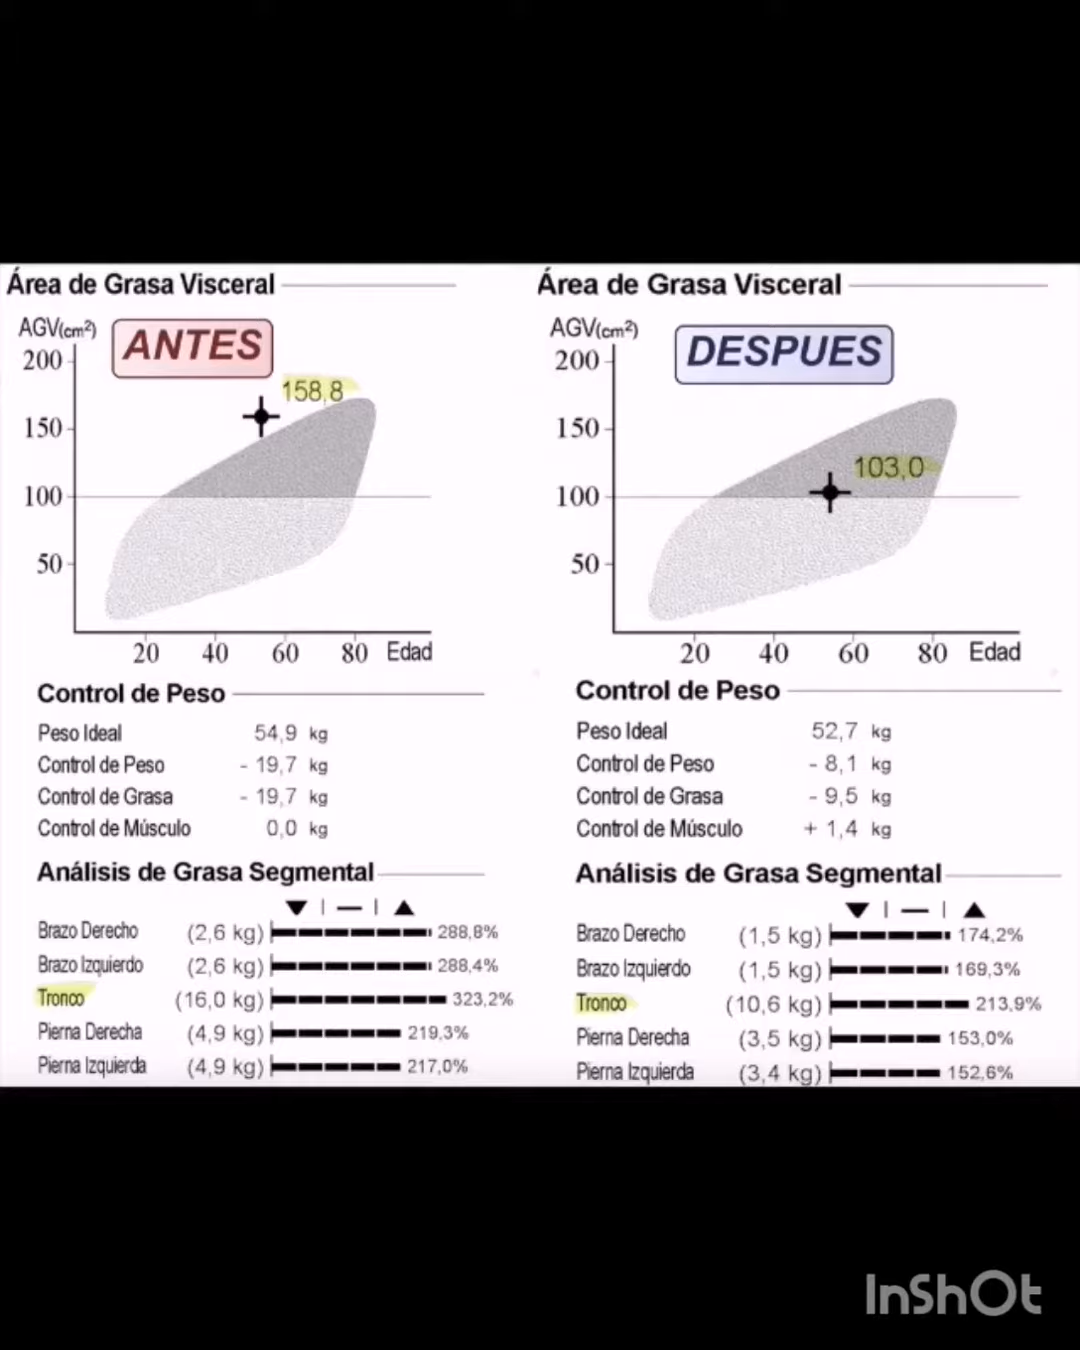 Área de Grasa Visceral
AGV(cm²)
ANTES
200
158,8
150
100
50
20 40 60 80 Edad
Control de Peso
Peso Ideal 54,9 kg
Control de Peso - 19,7 kg
Control de Grasa - 19,7 kg
Control de Músculo 0,0 kg
Análisis de Grasa Segmental
Brazo Derecho (2,6 kg) 288,8%
Brazo Izquierdo (2,6 kg) 288,4%
Tronco (16,0 kg) 323,2%
Pierna Derecha (4,9 kg) 219,3%
Pierna Izquierda (4,9 kg) 217,0%
Área de Grasa Visceral
AGV(cm²)
DESPUES
200
150
103,0
100
50
20 40 60 80 Edad
Control de Peso
Peso Ideal 52,7 kg
Control de Peso - 8,1 kg
Control de Grasa - 9,5 kg
Control de Músculo + 1,4 kg
Análisis de Grasa Segmental
Brazo Derecho (1,5 kg) 174,2%
Brazo Izquierdo (1,5 kg) 169,3%
Tronco (10,6 kg) 213,9%
Pierna Derecha (3,5 kg) 153,0%
Pierna Izquierda (3,4 kg) 152,6%
InShOt